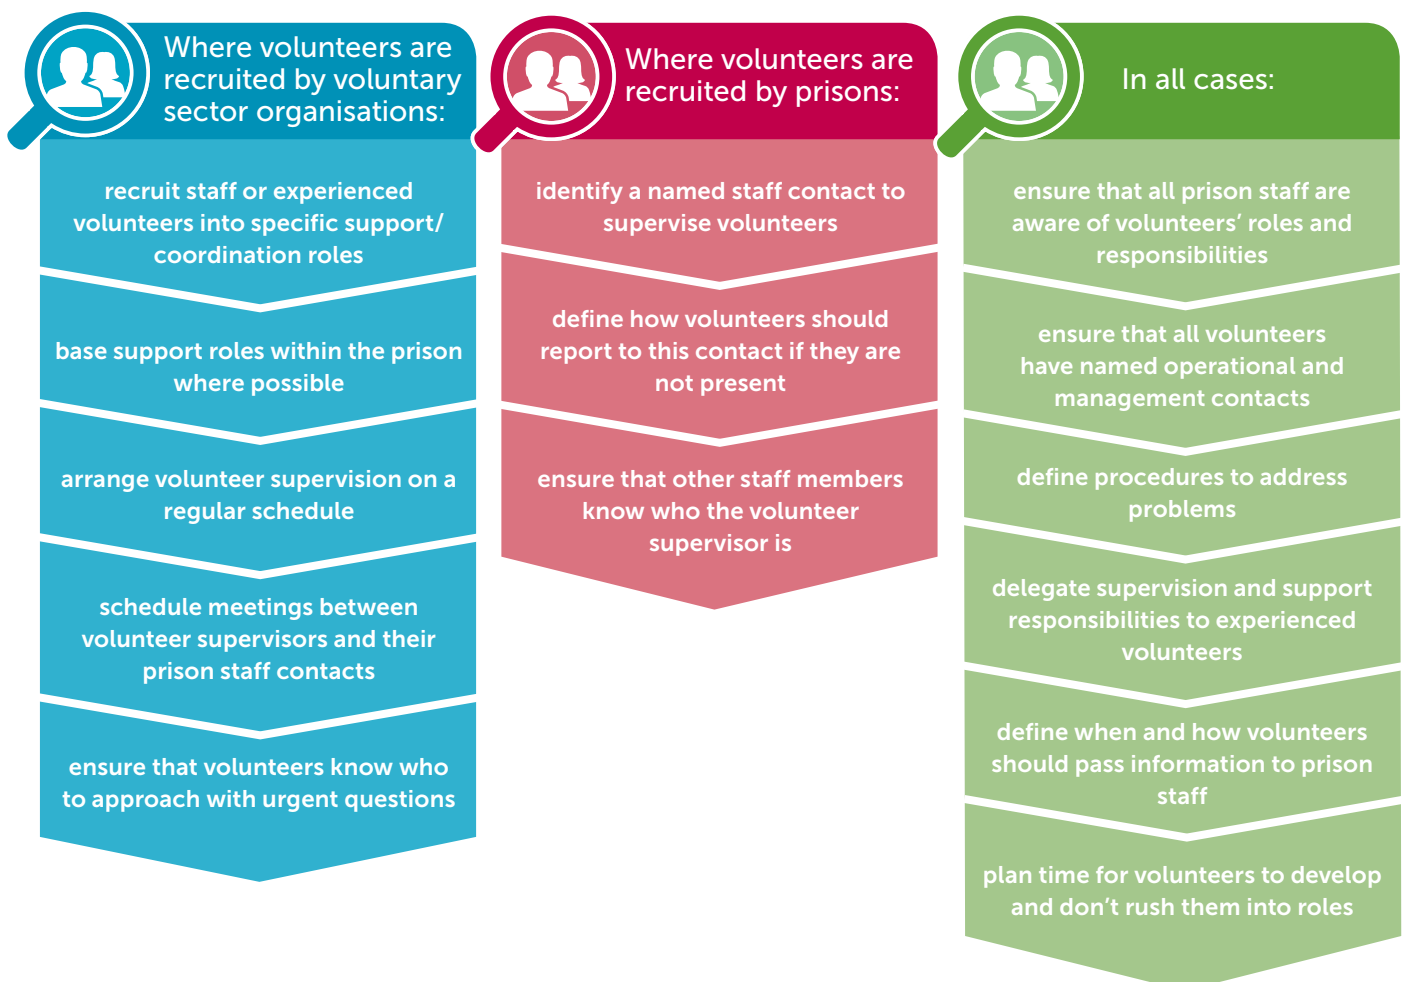 Where volunteers are
recruited by voluntary
sector organisations:
recruit staff or experienced
volunteers into specific support/
coordination roles
base support roles within the prison
where possible
arrange volunteer supervision on a
regular schedule
schedule meetings between
volunteer supervisors and their
prison staff contacts
ensure that volunteers know who
to approach with urgent questions
Where volunteers are
recruited by prisons:
identify a named staff contact to
supervise volunteers
define how volunteers should
report to this contact if they are
not present
ensure that other staff members
know who the volunteer
supervisor is
In all cases:
ensure that all prison staff are
aware of volunteers’ roles and
responsibilities
ensure that all volunteers
have named operational and
management contacts
define procedures to address
problems
delegate supervision and support
responsibilities to experienced
volunteers
define when and how volunteers
should pass information to prison
staff
plan time for volunteers to develop
and don’t rush them into roles